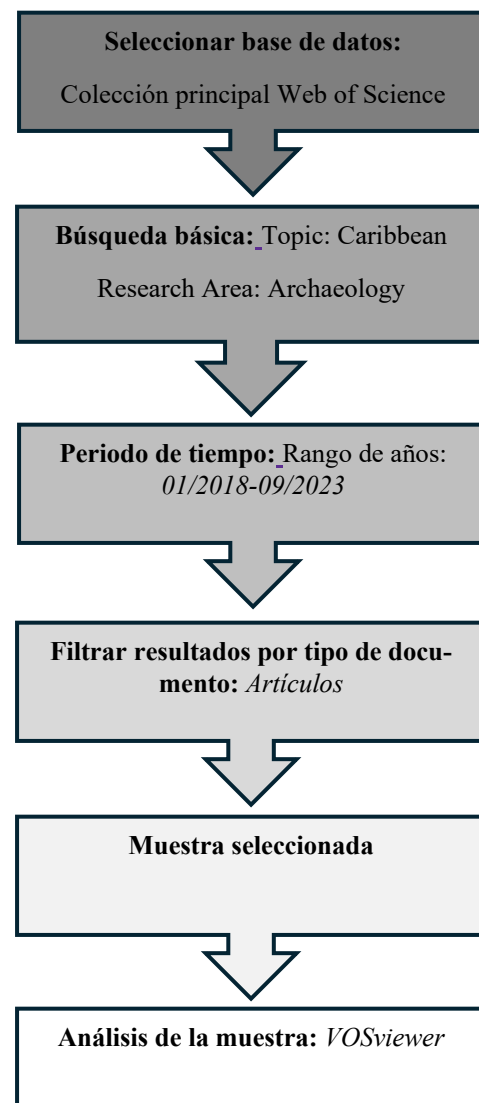 Seleccionar base de datos:
Colección principal Web of Science
Búsqueda básica: Topic: Caribbean
Research Area: Archaeology
Periodo de tiempo: Rango de años:
01/2018-09/2023
Filtrar resultados por tipo de docu-
mento: Artículos
Muestra seleccionada
Análisis de la muestra: VOSviewer